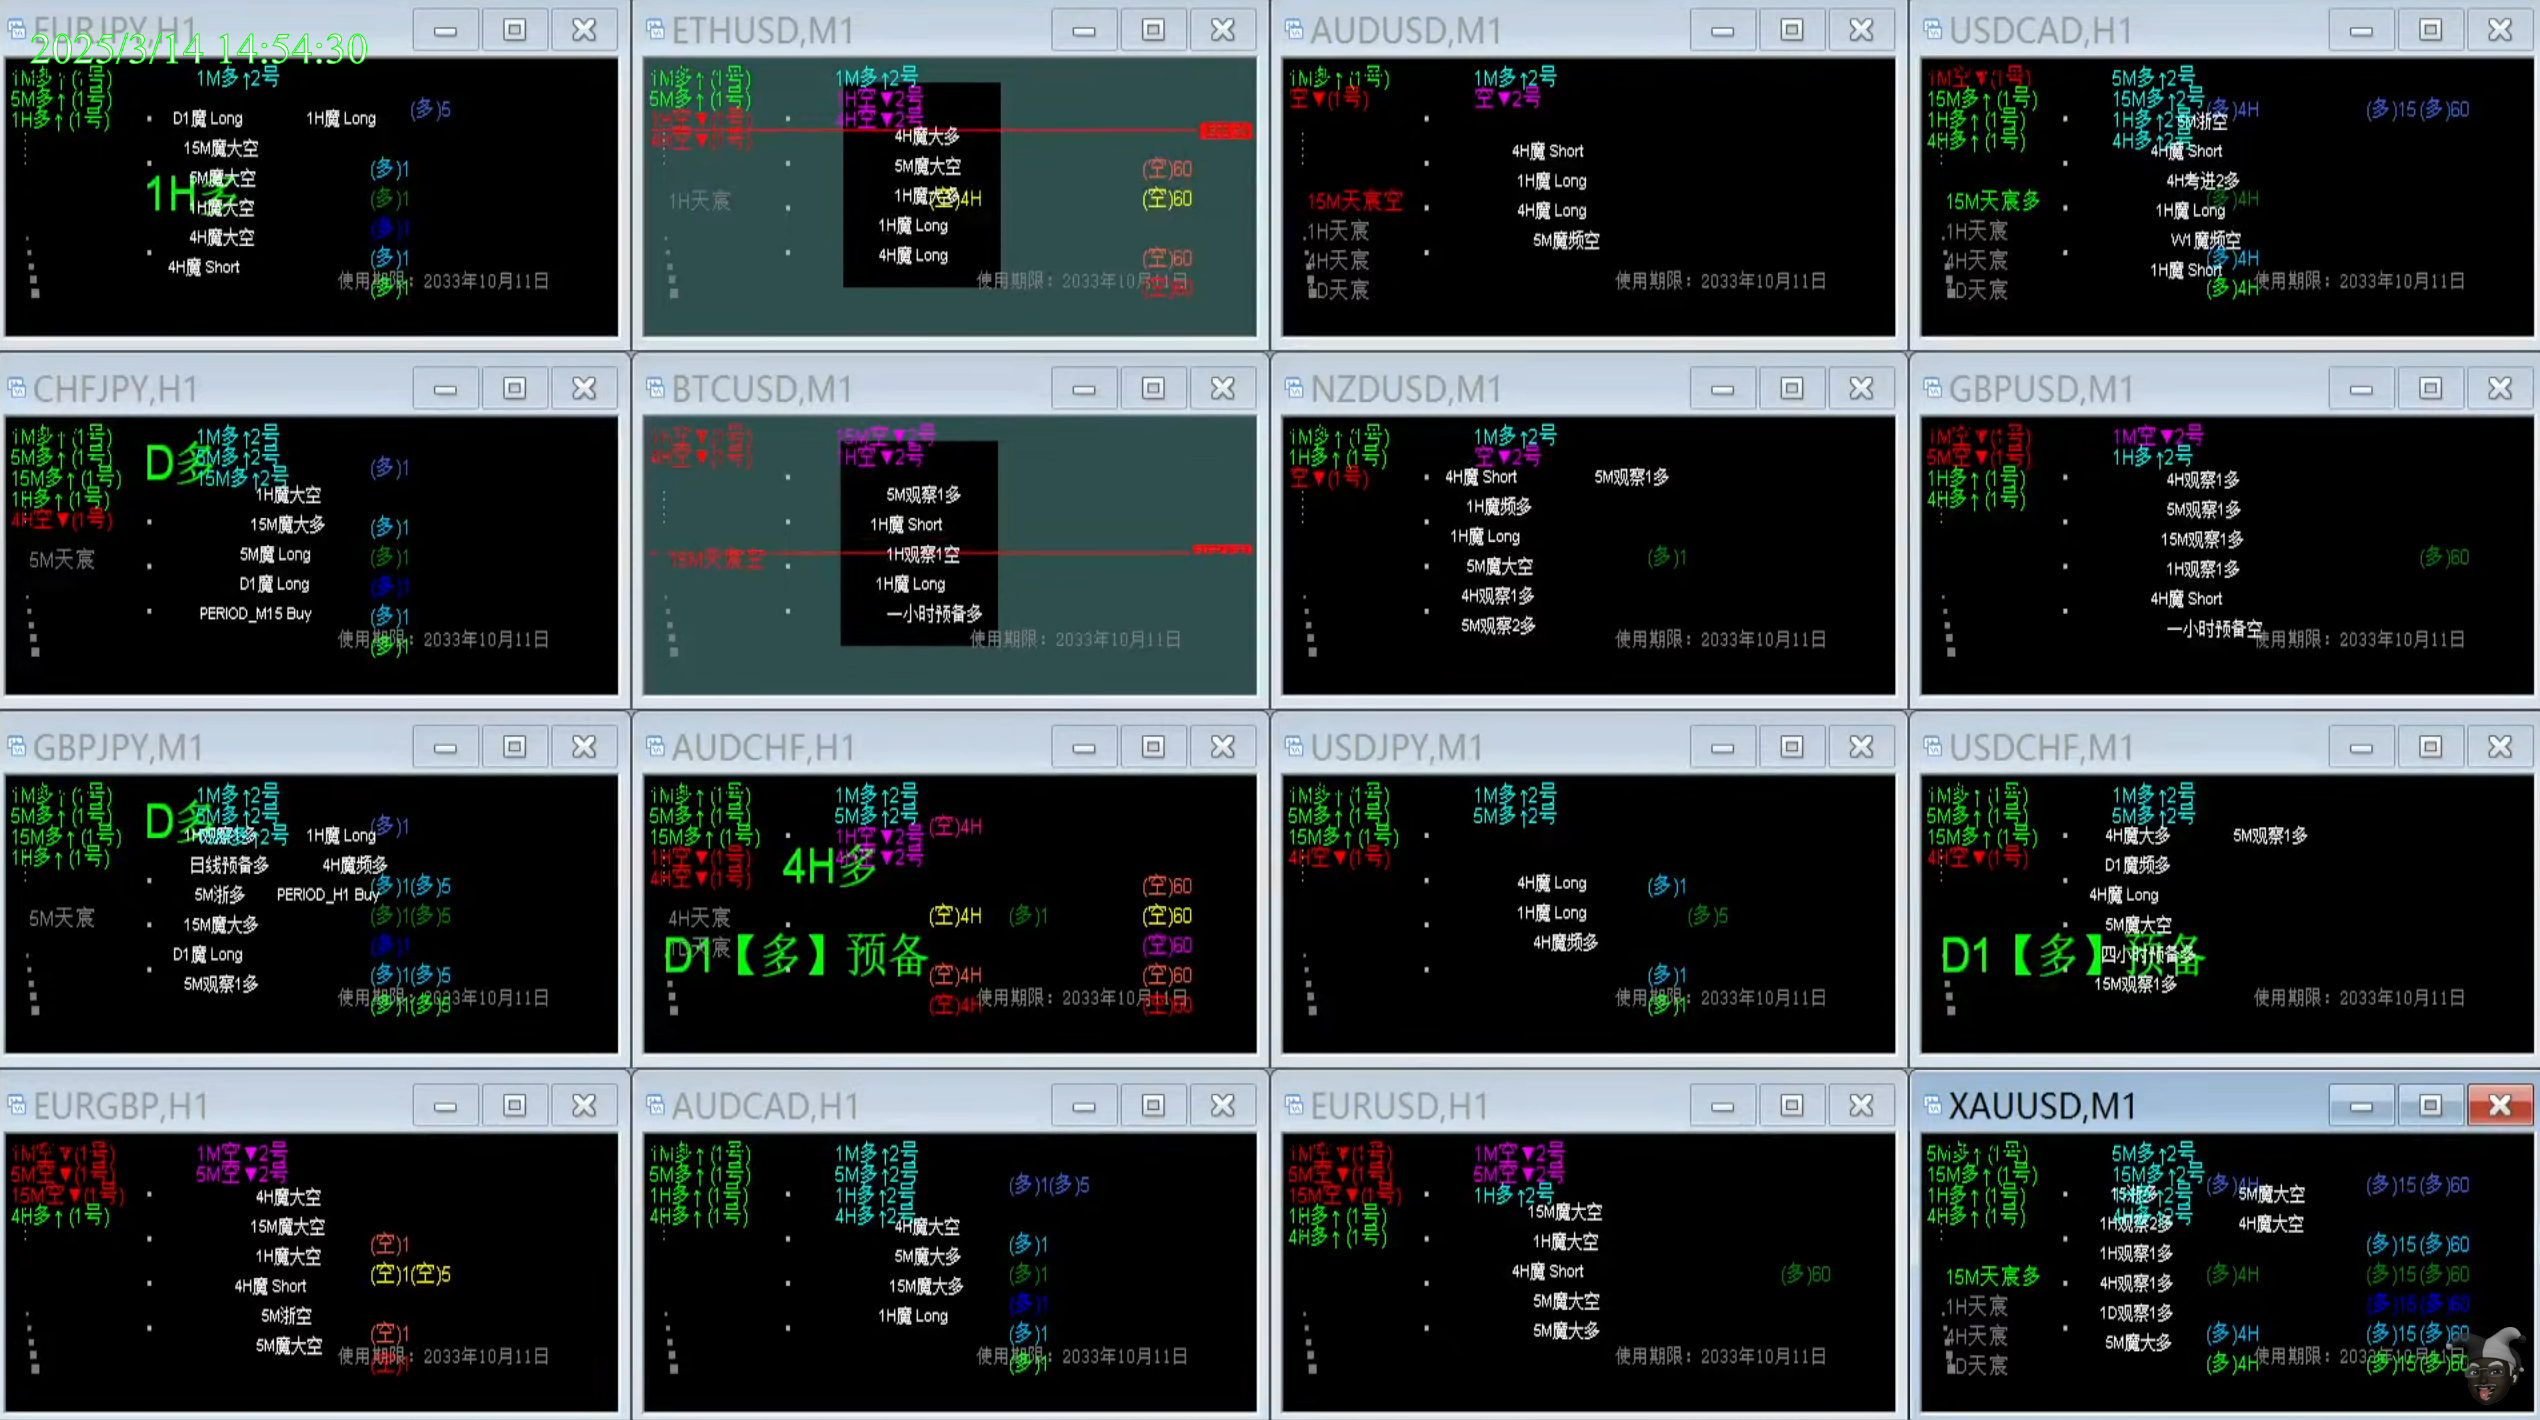 EURJPY,H1
2025/3/14 14:54:30
1M多↑(1号) 1M多↑2号
5M多↑(1号)
1H多↑(1号)
D1魔 Long 1H魔 Long (多)5
15M魔大空
5M魔大空 (多)1
1H多
1H魔大空 (多)1
(多)1
4H魔大空
4H魔 Short (多)1
使用期限：2033年10月11日
(多)1
ETHUSD,M1
1M多↑(1号) 1M多↑2号
5M多↑(1号) 1H空▼2号
1H空▼(1号) 4H空▼2号
4H空▼(1号)
4H魔大多
5M魔大空 (空)60
1H天宸 1H魔大多 (空)4H (空)60
1H魔 Long
4H魔 Long (空)60
使用期限：2033年10月11日
(空)60
AUDUSD,M1
1M多↑(1号) 1M多↑2号
空▼(1号) 空▼2号
4H魔 Short
1H魔 Long
15M天宸空 4H魔 Long
1H天宸 5M魔频空
4H天宸
D天宸
使用期限：2033年10月11日
USDCAD,H1
1M空▼(1号) 5M多↑2号
15M多↑(1号) 15M多↑2号 (多)4H (多)15(多)60
1H多↑(1号) 1H多↑2号 5M浙空
4H多↑(1号) 4H多↑2号
4H魔 Short
4H考进2多
15M天宸多 1H魔 Long (多)4H
1H天宸 W1魔频空
4H天宸 (多)4H
1H魔 Short
D天宸 (多)4H
使用期限：2033年10月11日
CHFJPY,H1
1M多↑(1号) 1M多↑2号
5M多↑(1号) D多 5M多↑2号 (多)1
15M多↑(1号) 15M多↑2号
1H多↑(1号) 1H魔大空
4H空▼(1号) 15M魔大多 (多)1
5M天宸 5M魔 Long (多)1
D1魔 Long (多)1
PERIOD_M15 Buy (多)1
使用期限：2033年10月11日
(多)1
BTCUSD,M1
1H空▼(1号) 15M空▼2号
4H空▼(1号) 1H空▼2号
5M观察1多
1H魔 Short
15M天宸空 1H观察1空
1H魔 Long
一小时预备多
使用期限：2033年10月11日
NZDUSD,M1
1M多↑(1号) 1M多↑2号
1H多↑(1号) 空▼2号
空▼(1号) 4H魔 Short 5M观察1多
1H魔频多
1H魔 Long
5M魔大空 (多)1
4H观察1多
5M观察2多
使用期限：2033年10月11日
GBPUSD,M1
1M空▼(1号) 1M空▼2号
5M空▼(1号) 1H多↑2号
1H多↑(1号) 4H观察1多
4H多↑(1号) 5M观察1多
15M观察1多
1H观察1多 (多)60
4H魔 Short
一小时预备空
使用期限：2033年10月11日
GBPJPY,M1
1M多↑(1号) 1M多↑2号
5M多↑(1号) D多 5M多↑2号 (多)1
15M多↑(1号) 1H观察1多 1H魔 Long
1H多↑(1号) 日线预备多 4H魔频多
5M浙多 PERIOD_H1 Buy (多)1(多)5
5M天宸 15M魔大多 (多)1(多)5
D1魔 Long (多)1
5M观察1多 (多)1(多)5
使用期限：2033年10月11日
(多)1(多)5
AUDCHF,H1
1M多↑(1号) 1M多↑2号
5M多↑(1号) 5M多↑2号 (空)4H
15M多↑(1号) 1H空▼2号
1H空▼(1号) 4H多 4H空▼2号
4H空▼(1号) (空)60
4H天宸 (空)4H (多)1 (空)60
D1【多】预备 (空)60
(空)4H (空)60
使用期限：2033年10月11日
(空)4H (空)60
USDJPY,M1
1M多↑(1号) 1M多↑2号
5M多↑(1号) 5M多↑2号
15M多↑(1号)
4H空▼(1号)
4H魔 Long (多)1
1H魔 Long (多)5
4H魔频多
(多)1
使用期限：2033年10月11日
(多)1
USDCHF,M1
1M多↑(1号) 1M多↑2号
5M多↑(1号) 5M多↑2号
15M多↑(1号) 4H魔大多 5M观察1多
4H空▼(1号) D1魔频多
4H魔 Long
5M魔大空
D1【多】预备 四小时预备多
15M观察1多
使用期限：2033年10月11日
EURGBP,H1
1M空▼(1号) 1M空▼2号
5M空▼(1号) 5M空▼2号
15M空▼(1号) 4H魔大空
4H多↑(1号) 15M魔大空
1H魔大空 (空)1
4H魔 Short (空)1(空)5
5M浙空
5M魔大空 (空)1
使用期限：2033年10月11日
(空)1
AUDCAD,H1
1M多↑(1号) 1M多↑2号
5M多↑(1号) 5M多↑2号 (多)1(多)5
1H多↑(1号) 1H多↑2号
4H多↑(1号) 4H多↑2号
4H魔大空
5M魔大多 (多)1
15M魔大多 (多)1
1H魔 Long (多)1
(多)1
使用期限：2033年10月11日
(多)1
EURUSD,H1
1M空▼(1号) 1M空▼2号
5M空▼(1号) 5M空▼2号
15M空▼(1号) 1H多↑2号
1H多↑(1号) 15M魔大空
4H多↑(1号) 1H魔大空
4H魔 Short (多)60
5M魔大空
5M魔大多
使用期限：2033年10月11日
XAUUSD,M1
5M多↑(1号) 5M多↑2号
15M多↑(1号) 15M多↑2号 (多)4H (多)15(多)60
1H多↑(1号) 5M魔大空
4H多↑(1号) 4H多↑2号
1H观察2多 4H魔大空
1H观察1多 (多)15(多)60
15M天宸多 4H观察1多 (多)4H (多)15(多)60
1H天宸 1D观察1多 (多)15(多)60
4H天宸 5M魔大多 (多)4H (多)15(多)60
D天宸 (多)4H (多)15(多)60
使用期限：2033年10月11日